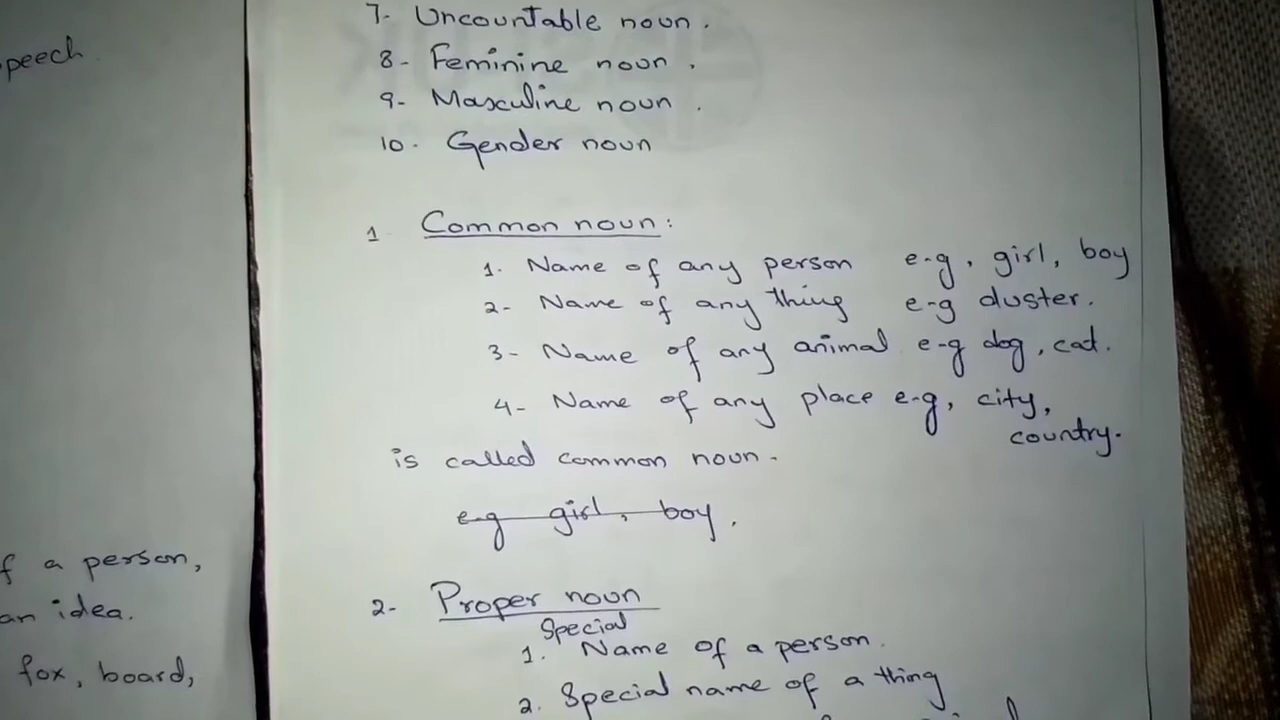 peech.
f a person,
an idea.
fox, board,
7- Uncountable noun.
8- Feminine noun.
9- Masculine noun.
10. Gender noun
1 Common noun:
1. Name of any person e-g, girl, boy
2- Name of any thing e-g duster.
3- Name of any animal e-g dog, cat.
4- Name of any place e-g, city,
country.
is called common noun.
e-g girl, boy.
2- Proper noun
Special
1. Name of a person.
2. Special name of a thing